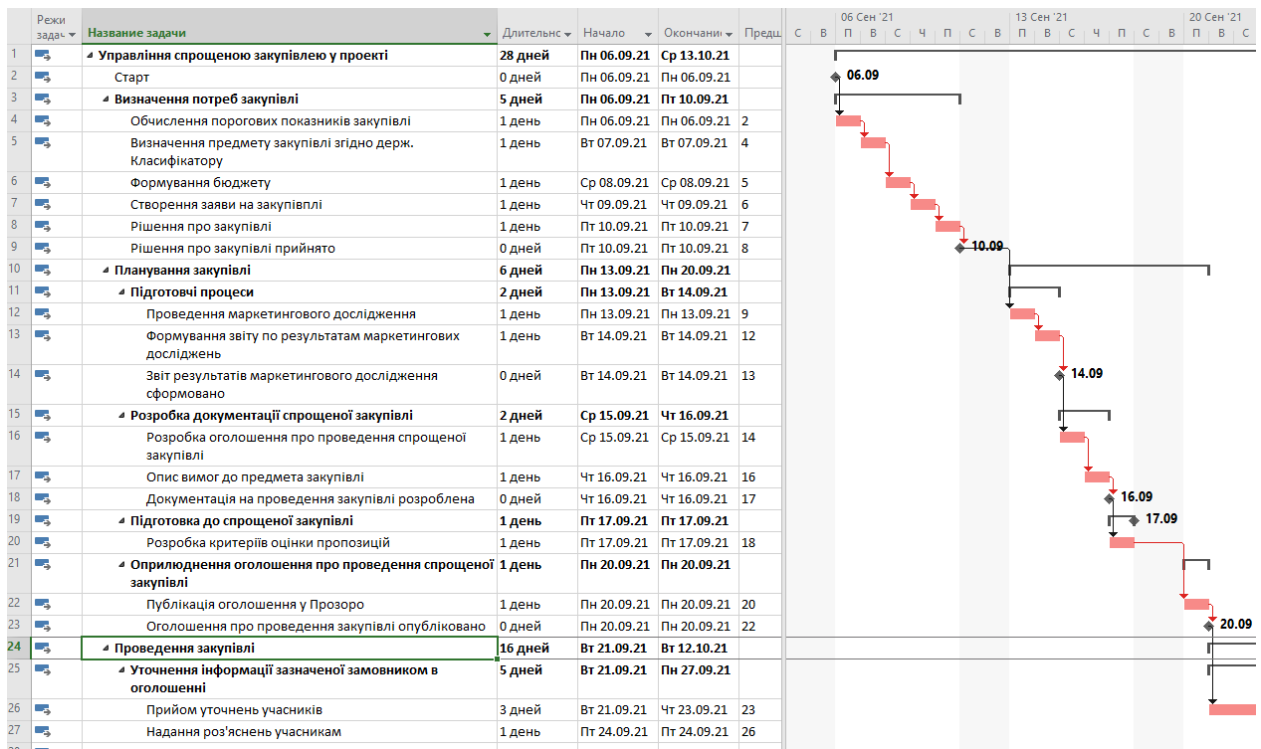 Режи
задач
Название задачи
Длительнс
Начало
Окончани
Предш
06 Сен '21
13 Сен '21
20 Сен '21
С В П В С Ч П С В П В С Ч П С В П В С
1 Управління спрощеною закупівлею у проекті 28 дней Пн 06.09.21 Ср 13.10.21
2 Старт 0 дней Пн 06.09.21 Пн 06.09.21 06.09
3 Визначення потреб закупівлі 5 дней Пн 06.09.21 Пт 10.09.21
4 Обчислення порогових показників закупівлі 1 день Пн 06.09.21 Пн 06.09.21 2
5 Визначення предмету закупівлі згідно держ. 1 день Вт 07.09.21 Вт 07.09.21 4
Класифікатору
6 Формування бюджету 1 день Ср 08.09.21 Ср 08.09.21 5
7 Створення заяви на закупівплі 1 день Чт 09.09.21 Чт 09.09.21 6
8 Рішення про закупівлі 1 день Пт 10.09.21 Пт 10.09.21 7
9 Рішення про закупівлі прийнято 0 дней Пт 10.09.21 Пт 10.09.21 8 10.09
10 Планування закупівлі 6 дней Пн 13.09.21 Пн 20.09.21
11 Підготовчі процеси 2 дней Пн 13.09.21 Вт 14.09.21
12 Проведення маркетингового дослідження 1 день Пн 13.09.21 Пн 13.09.21 9
13 Формування звіту по результатам маркетингових 1 день Вт 14.09.21 Вт 14.09.21 12
досліджень
14 Звіт результатів маркетингового дослідження 0 дней Вт 14.09.21 Вт 14.09.21 13 14.09
сформовано
15 Розробка документації спрощеної закупівлі 2 дней Ср 15.09.21 Чт 16.09.21
16 Розробка оголошення про проведення спрощеної 1 день Ср 15.09.21 Ср 15.09.21 14
закупівлі
17 Опис вимог до предмета закупівлі 1 день Чт 16.09.21 Чт 16.09.21 16
18 Документація на проведення закупівлі розроблена 0 дней Чт 16.09.21 Чт 16.09.21 17 16.09
19 Підготовка до спрощеної закупівлі 1 день Пт 17.09.21 Пт 17.09.21 17.09
20 Розробка критеріїв оцінки пропозицій 1 день Пт 17.09.21 Пт 17.09.21 18
21 Оприлюднення оголошення про проведення спрощеної 1 день Пн 20.09.21 Пн 20.09.21
закупівлі
22 Публікація оголошення у Прозоро 1 день Пн 20.09.21 Пн 20.09.21 20
23 Оголошення про проведення закупівлі опубліковано 0 дней Пн 20.09.21 Пн 20.09.21 22 20.09
24 Проведення закупівлі 16 дней Вт 21.09.21 Вт 12.10.21
25 Уточнення інформації зазначеної замовником в 5 дней Вт 21.09.21 Пн 27.09.21
оголошенні
26 Прийом уточнень учасників 3 дней Вт 21.09.21 Чт 23.09.21 23
27 Надання роз'яснень учасникам 1 день Пт 24.09.21 Пт 24.09.21 26